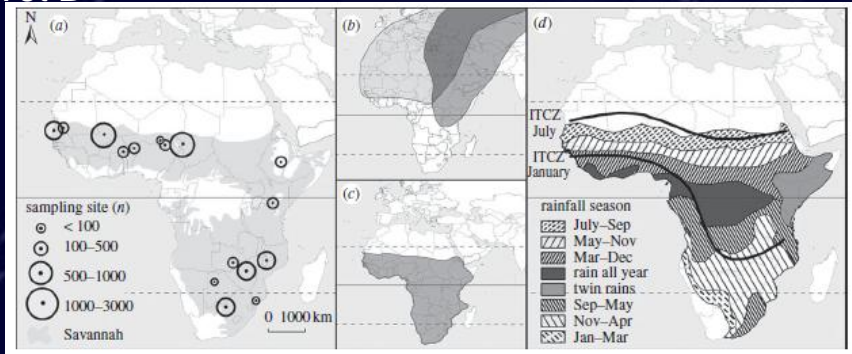 N
(a)
sampling site (n)
< 100
100–500
500–1000
1000–3000
Savannah
0 1000 km
(b)
(c)
(d)
ITCZ
July
ITCZ
January
rainfall season
July–Sep
May–Nov
Mar–Dec
rain all year
twin rains
Sep–May
Nov–Apr
Jan–Mar